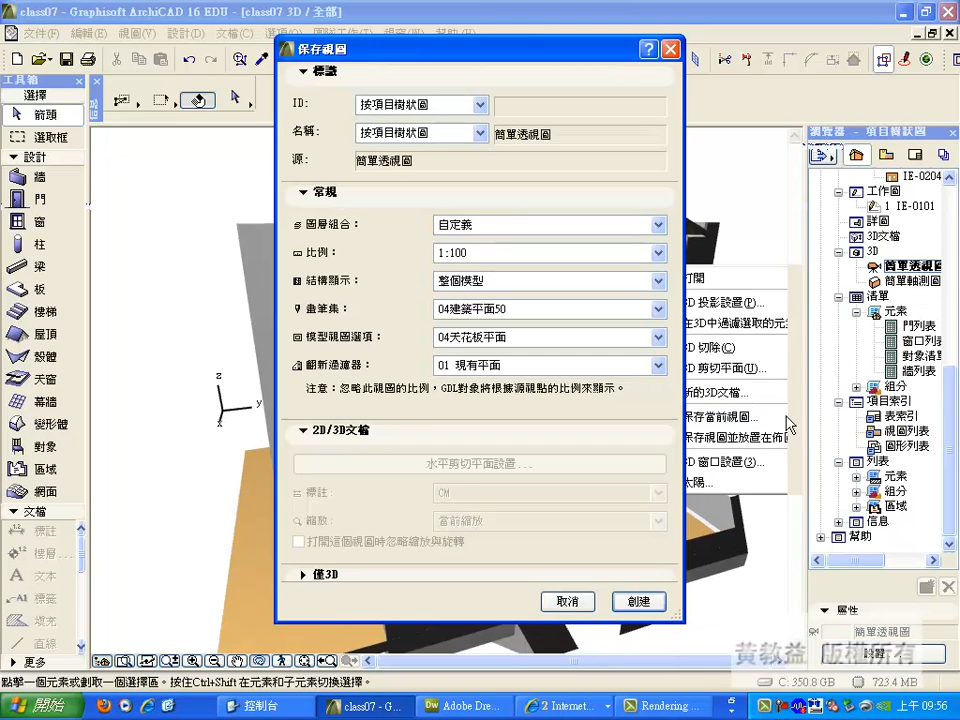 class07 - Graphisoft ArchiCAD 16 EDU - [class07 3D / 全部]
文件(F) 編輯(E) 視圖(V) 設計(D) 文檔(C)
保存視圖
工具箱
選擇
箭頭
選取框
設計
牆
門
窗
柱
梁
板
樓梯
屋頂
殼體
天窗
幕牆
變形體
對象
區域
網面
文檔
標註
樓層...
文本
標籤
填充
直線
更多
標識
ID:
按項目樹狀圖
名稱:
按項目樹狀圖
簡單透視圖
源:
簡單透視圖
常規
圖層組合:
自定義
比例:
1:100
結構顯示:
整個模型
畫筆集:
04建築平面50
模型視圖選項:
04天花板平面
翻新過濾器:
01 現有平面
注意:忽略此視圖的比例,GDL對象將根據源視點的比例來顯示。
2D/3D文檔
水平剪切平面設置...
標註:
CM
縮放:
當前縮放
打開這個視圖時忽略縮放與旋轉
僅3D
取消
創建
z
y
x
打開
3D 投影設置(P)...
在3D中過濾選取的元
3D 切除(C)
3D 剪切平面(U)...
新的3D文檔...
保存當前視圖...
保存視圖並放置在佈
3D 窗口設置(3)...
太陽...
瀏覽器 - 項目樹狀圖
IE-0204
工作圖
1 IE-0101
詳圖
3D文檔
3D
簡單透視圖
簡單軸測圖
清單
元素
門列表
窗口列表
對象清單
牆列表
組分
項目索引
表索引
視圖列表
圖形列表
列表
元素
組分
區域
信息
幫助
屬性
簡單透視圖
設置...
黃教益 版權所有
點擊一個元素或劃取一個選擇區。按住Ctrl+Shift 在元素和子元素切換選擇。
C: 350.8 GB
723.4 MB
開始
控制台
class07 - G...
Adobe Dre...
2 Internet...
Rendering ...
上午 09:56